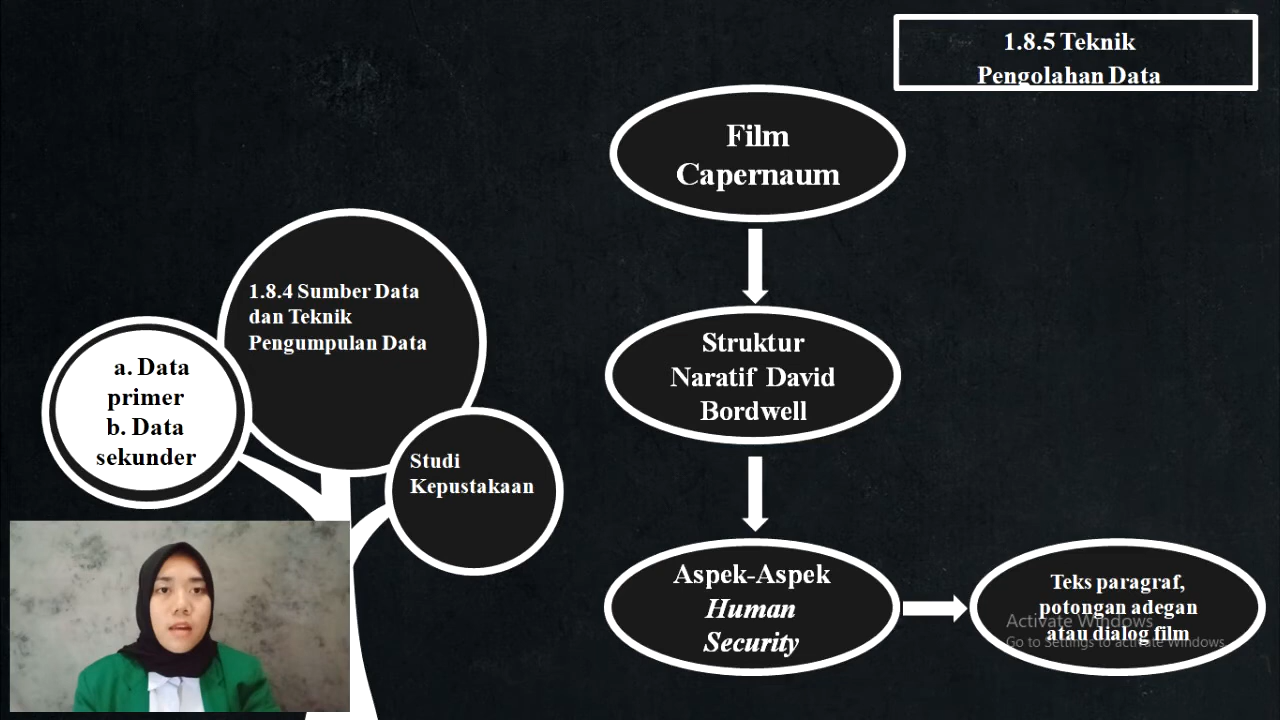 1.8.5 Teknik
Pengolahan Data
Film
Capernaum
1.8.4 Sumber Data
dan Teknik
Pengumpulan Data
a. Data
primer
b. Data
sekunder
Studi
Kepustakaan
Struktur
Naratif David
Bordwell
Aspek-Aspek
Human
Security
Teks paragraf,
potongan adegan
atau dialog film
Activate Windows
Go to Settings to activate Windows.